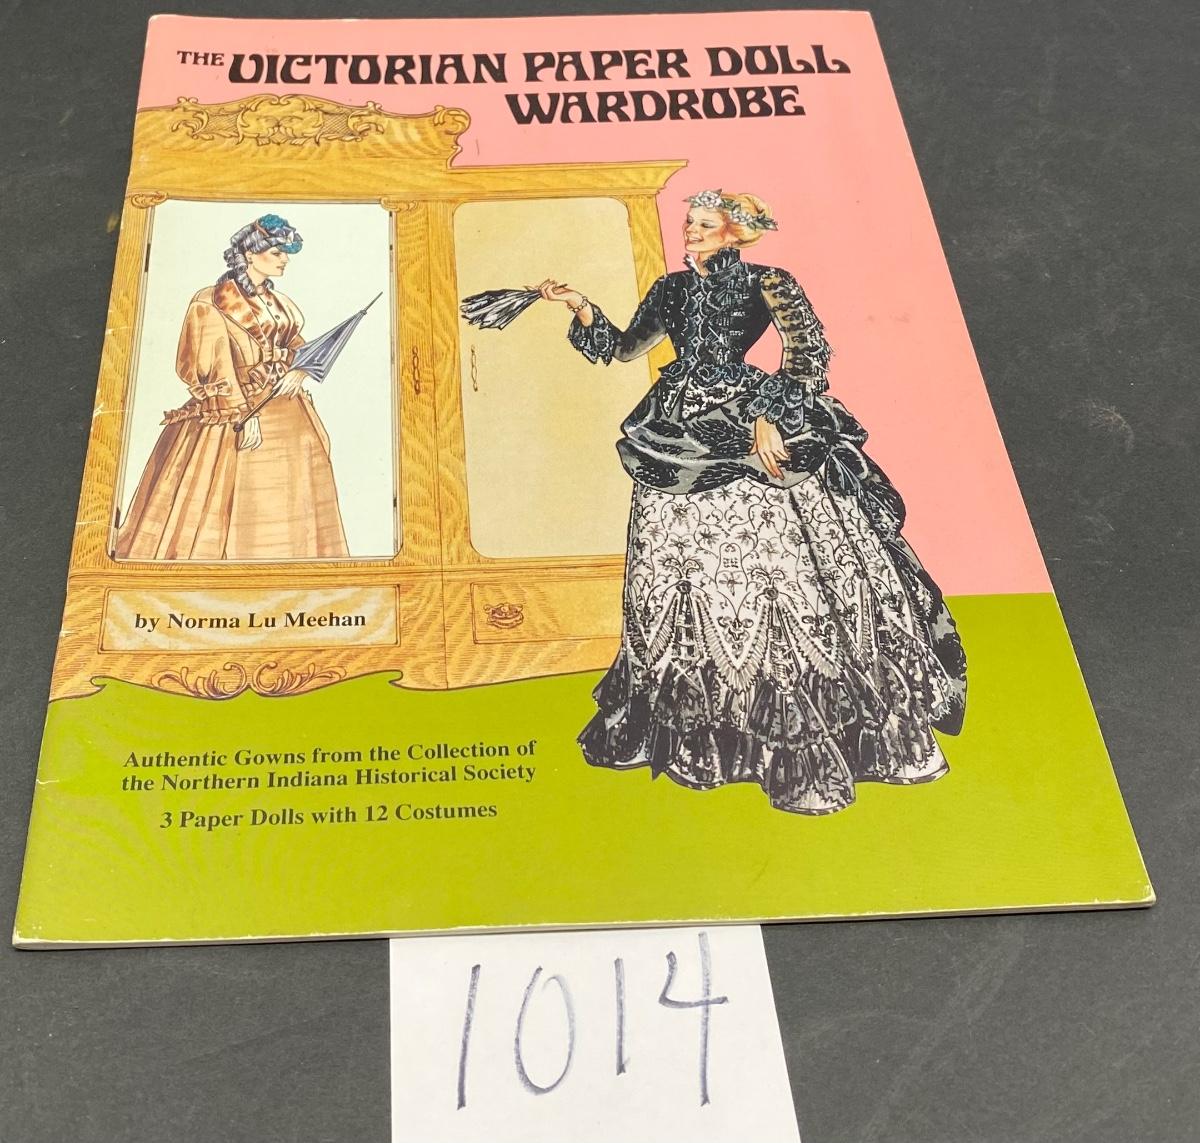 THE VICTORIAN PAPER DOLL
WARDROBE
by Norma Lu Meehan
Authentic Gowns from the Collection of
the Northern Indiana Historical Society
3 Paper Dolls with 12 Costumes
1014